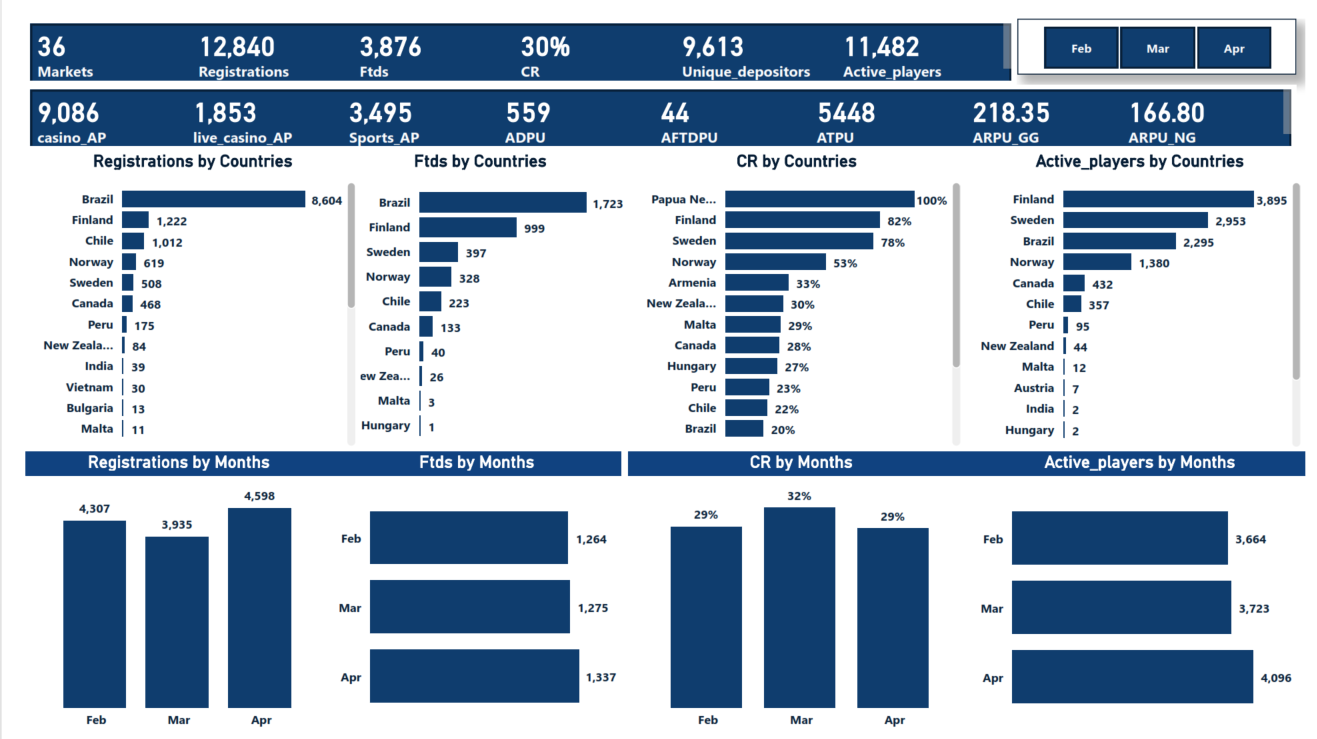 36 12,840 3,876 30% 9,613 11,482
Markets Registrations Ftds CR Unique_depositors Active_players
Feb Mar Apr
9,086 1,853 3,495 559 44 5448 218.35 166.80
casino_AP live_casino_AP Sports_AP ADPU AFTDPU ATPU ARPU_GG ARPU_NG
Registrations by Countries
Brazil 8,604
Finland 1,222
Chile 1,012
Norway 619
Sweden 508
Canada 468
Peru 175
New Zeala... 84
India 39
Vietnam 30
Bulgaria 13
Malta 11
Ftds by Countries
Brazil 1,723
Finland 999
Sweden 397
Norway 328
Chile 223
Canada 133
Peru 40
ew Zea... 26
Malta 3
Hungary 1
CR by Countries
Papua Ne... 100%
Finland 82%
Sweden 78%
Norway 53%
Armenia 33%
New Zeala... 30%
Malta 29%
Canada 28%
Hungary 27%
Peru 23%
Chile 22%
Brazil 20%
Active_players by Countries
Finland 3,895
Sweden 2,953
Brazil 2,295
Norway 1,380
Canada 432
Chile 357
Peru 95
New Zealand 44
Malta 12
Austria 7
India 2
Hungary 2
Registrations by Months
4,307 3,935 4,598
Feb Mar Apr
Ftds by Months
Feb 1,264
Mar 1,275
Apr 1,337
CR by Months
29% 32% 29%
Feb Mar Apr
Active_players by Months
Feb 3,664
Mar 3,723
Apr 4,096